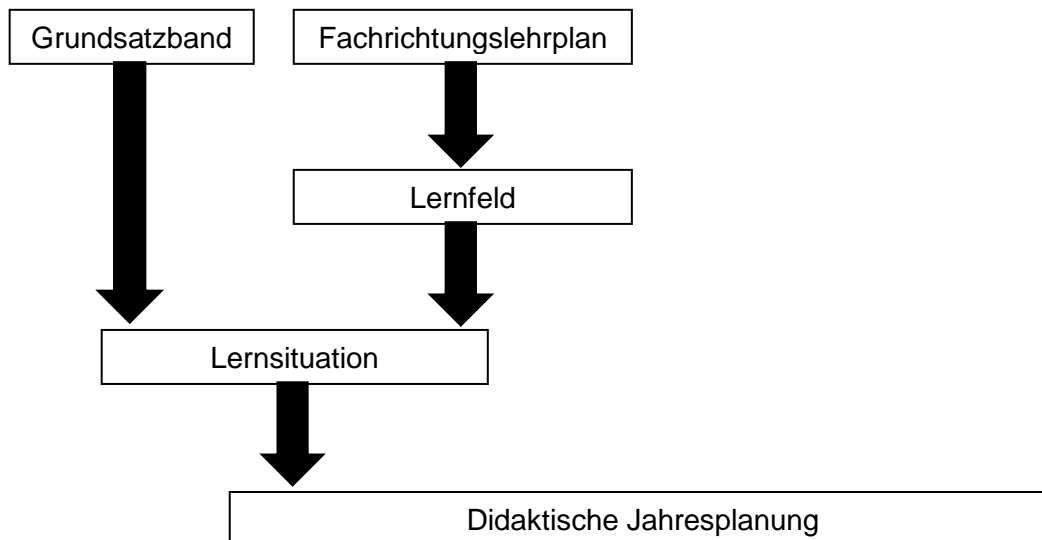 Grundsatzband
Fachrichtungslehrplan
Lernfeld
Lernsituation
Didaktische Jahresplanung